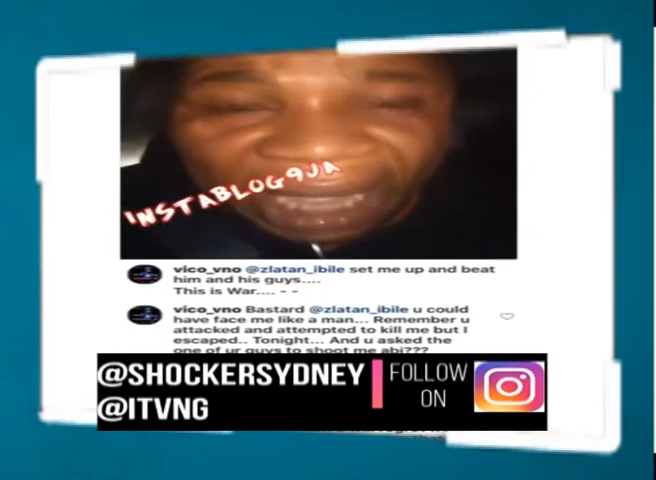 INSTABLOG9JA
vico_vno @zlatan_ibile set me up and beat
him and his guys....
This is War.... - -
vico_vno Bastard @zlatan_ibile u could
have face me like a man... Remember u
attacked and attempted to kill me but I
escaped.. Tonight... And u asked the
one of ur guys to shoot me abi???
@SHOCKERSYDNEY
@ITVNG
FOLLOW
ON